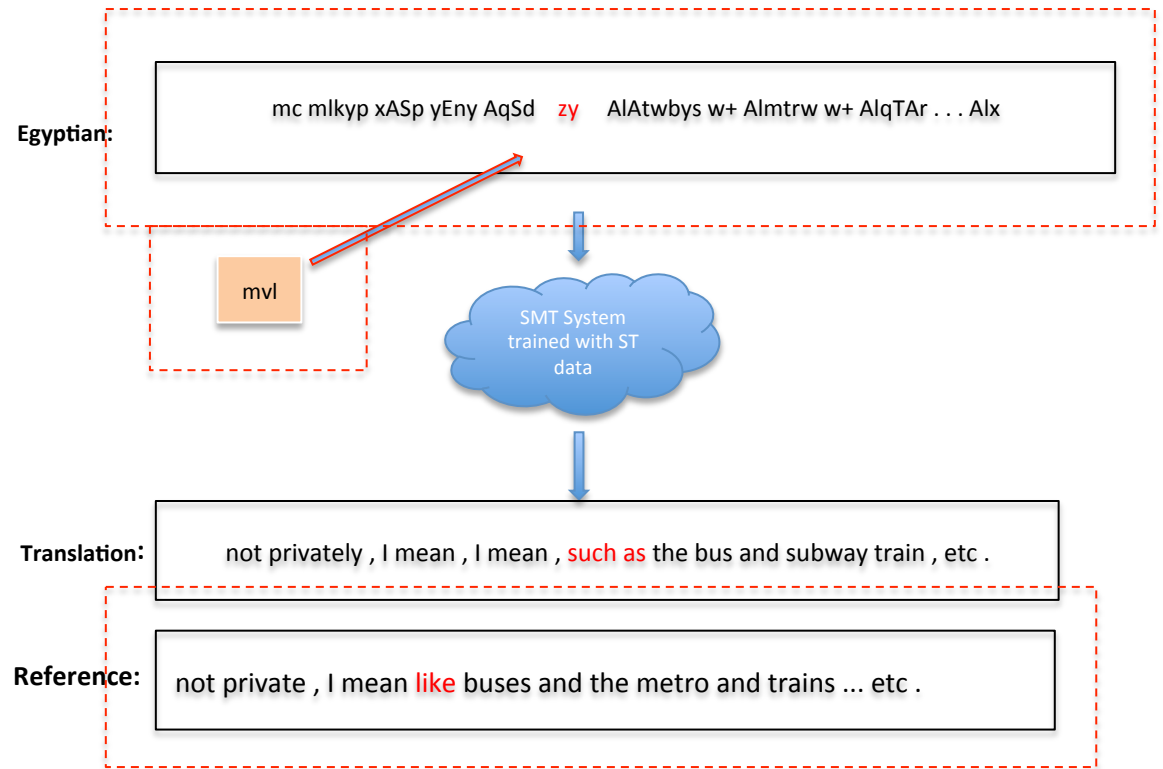 Egyptian:
mc mlkyp xASp yEny AqSd zy AlAtwbys w+ Almtrw w+ AlqTAr . . . Alx
mvl
SMT System
trained with ST
data
Translation:
not privately , I mean , I mean , such as the bus and subway train , etc .
Reference:
not private , I mean like buses and the metro and trains ... etc .